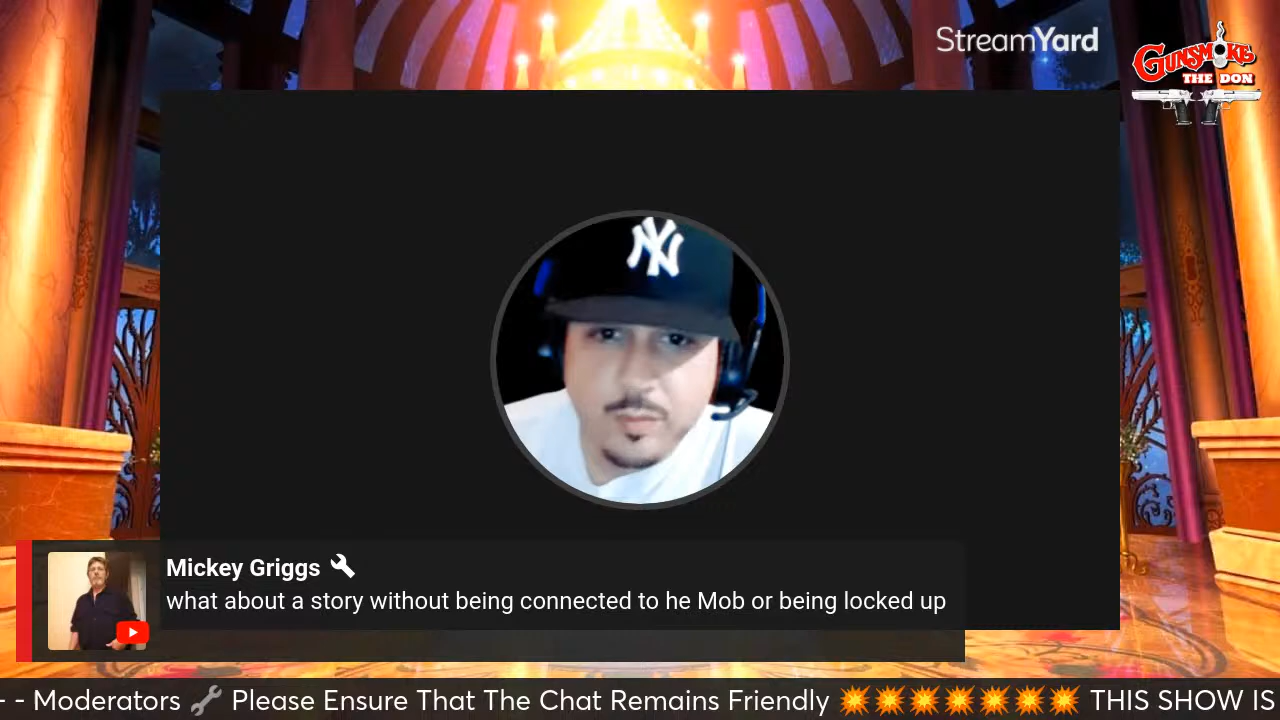 StreamYard
GUNSMOKE
THE DON
NY
Mickey Griggs
what about a story without being connected to he Mob or being locked up
- - Moderators 🔧 Please Ensure That The Chat Remains Friendly 💥💥💥💥💥💥💥 THIS SHOW IS